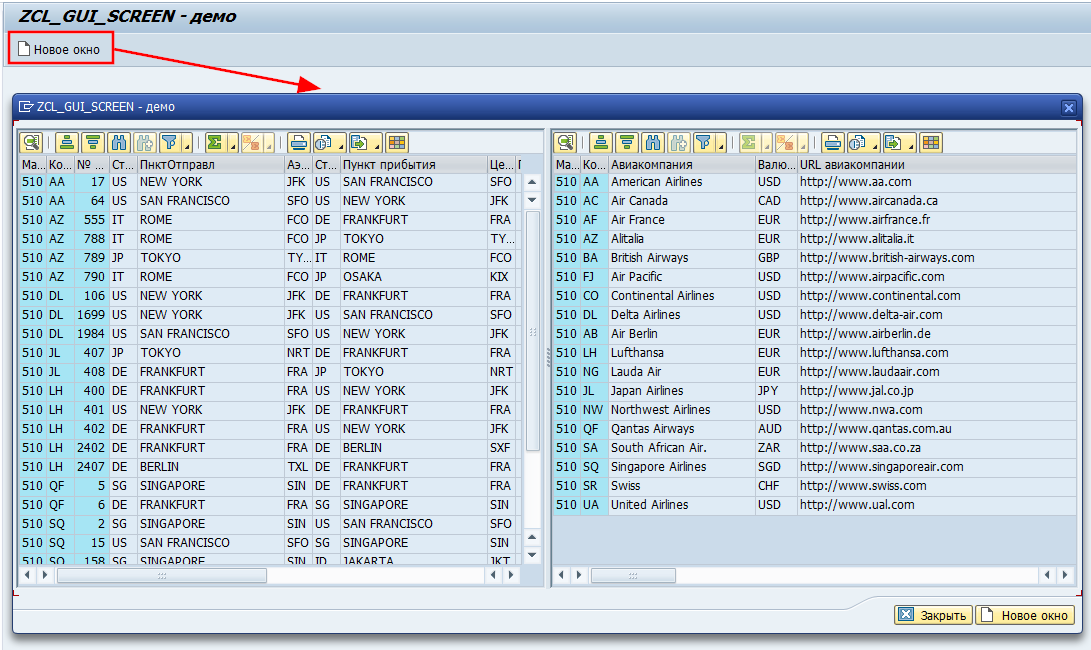 ZCL_GUI_SCREEN - демо
Новое окно
ZCL_GUI_SCREEN - демо
Ма... Ко... № ... Ст... ПнктОтправл Аэ... Ст... Пункт прибытия Це... П
510 AA 17 US NEW YORK JFK US SAN FRANCISCO SFO
510 AA 64 US SAN FRANCISCO SFO US NEW YORK JFK
510 AZ 555 IT ROME FCO DE FRANKFURT FRA
510 AZ 788 IT ROME FCO JP TOKYO TY...
510 AZ 789 JP TOKYO TY... IT ROME FCO
510 AZ 790 IT ROME FCO JP OSAKA KIX
510 DL 106 US NEW YORK JFK DE FRANKFURT FRA
510 DL 1699 US NEW YORK JFK US SAN FRANCISCO SFO
510 DL 1984 US SAN FRANCISCO SFO US NEW YORK JFK
510 JL 407 JP TOKYO NRT DE FRANKFURT FRA
510 JL 408 DE FRANKFURT FRA JP TOKYO NRT
510 LH 400 DE FRANKFURT FRA US NEW YORK JFK
510 LH 401 US NEW YORK JFK DE FRANKFURT FRA
510 LH 402 DE FRANKFURT FRA US NEW YORK JFK
510 LH 2402 DE FRANKFURT FRA DE BERLIN SXF
510 LH 2407 DE BERLIN TXL DE FRANKFURT FRA
510 QF 5 SG SINGAPORE SIN DE FRANKFURT FRA
510 QF 6 DE FRANKFURT FRA SG SINGAPORE SIN
510 SQ 2 SG SINGAPORE SIN US SAN FRANCISCO SFO
510 SQ 15 US SAN FRANCISCO SFO SG SINGAPORE SIN
510 SQ 158 SG SINGAPORE SIN ID JAKARTA JKT
Ма... Ко... Авиакомпания Валю... URL авиакомпании
510 AA American Airlines USD http://www.aa.com
510 AC Air Canada CAD http://www.aircanada.ca
510 AF Air France EUR http://www.airfrance.fr
510 AZ Alitalia EUR http://www.alitalia.it
510 BA British Airways GBP http://www.british-airways.com
510 FJ Air Pacific USD http://www.airpacific.com
510 CO Continental Airlines USD http://www.continental.com
510 DL Delta Airlines USD http://www.delta-air.com
510 AB Air Berlin EUR http://www.airberlin.de
510 LH Lufthansa EUR http://www.lufthansa.com
510 NG Lauda Air EUR http://www.laudaair.com
510 JL Japan Airlines JPY http://www.jal.co.jp
510 NW Northwest Airlines USD http://www.nwa.com
510 QF Qantas Airways AUD http://www.qantas.com.au
510 SA South African Air. ZAR http://www.saa.co.za
510 SQ Singapore Airlines SGD http://www.singaporeair.com
510 SR Swiss CHF http://www.swiss.com
510 UA United Airlines USD http://www.ual.com
Закрыть Новое окно